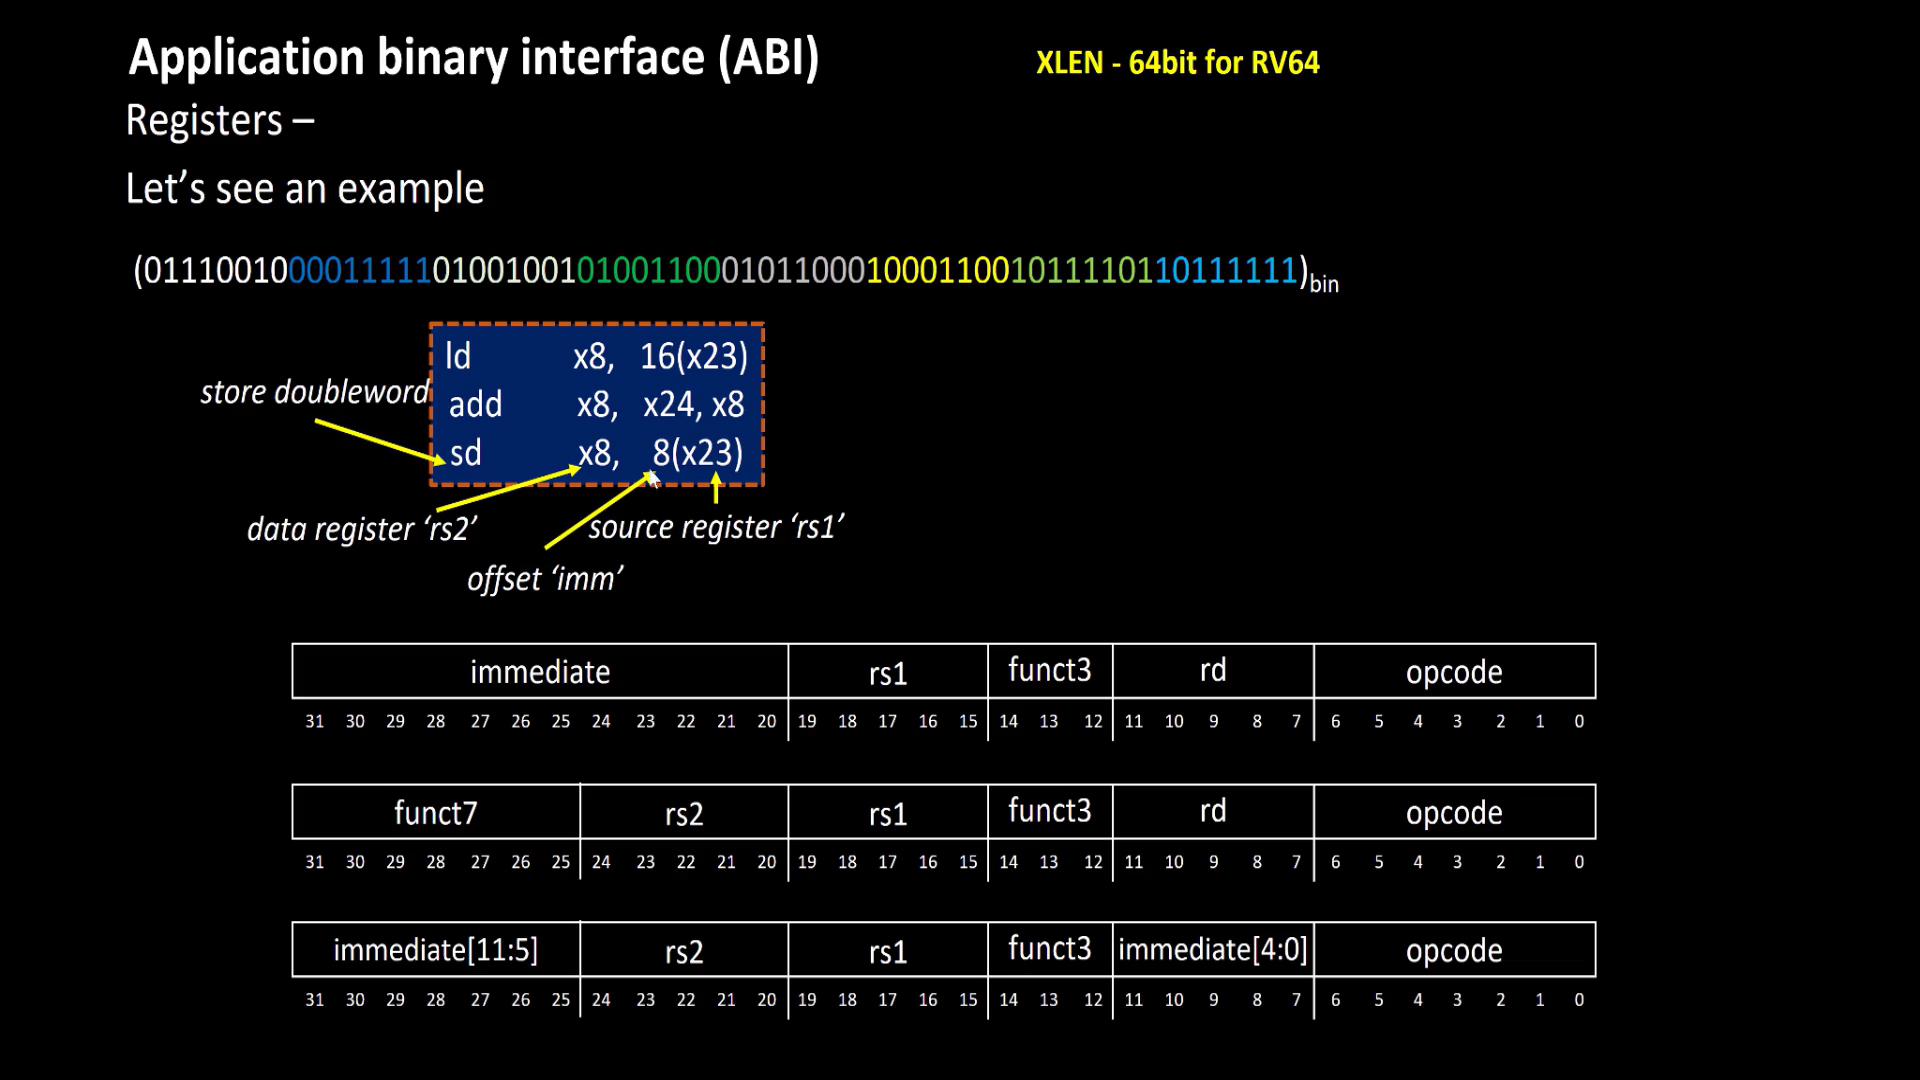 Application binary interface (ABI)
XLEN - 64bit for RV64
Registers –
Let’s see an example
(0111001000011111010010010100110001011000100011001011110110111111)bin
ld x8, 16(x23)
store doubleword
add x8, x24, x8
sd x8, 8(x23)
data register ‘rs2’
source register ‘rs1’
offset ‘imm’
immediate rs1 funct3 rd opcode
31 30 29 28 27 26 25 24 23 22 21 20 19 18 17 16 15 14 13 12 11 10 9 8 7 6 5 4 3 2 1 0
funct7 rs2 rs1 funct3 rd opcode
31 30 29 28 27 26 25 24 23 22 21 20 19 18 17 16 15 14 13 12 11 10 9 8 7 6 5 4 3 2 1 0
immediate[11:5] rs2 rs1 funct3 immediate[4:0] opcode
31 30 29 28 27 26 25 24 23 22 21 20 19 18 17 16 15 14 13 12 11 10 9 8 7 6 5 4 3 2 1 0